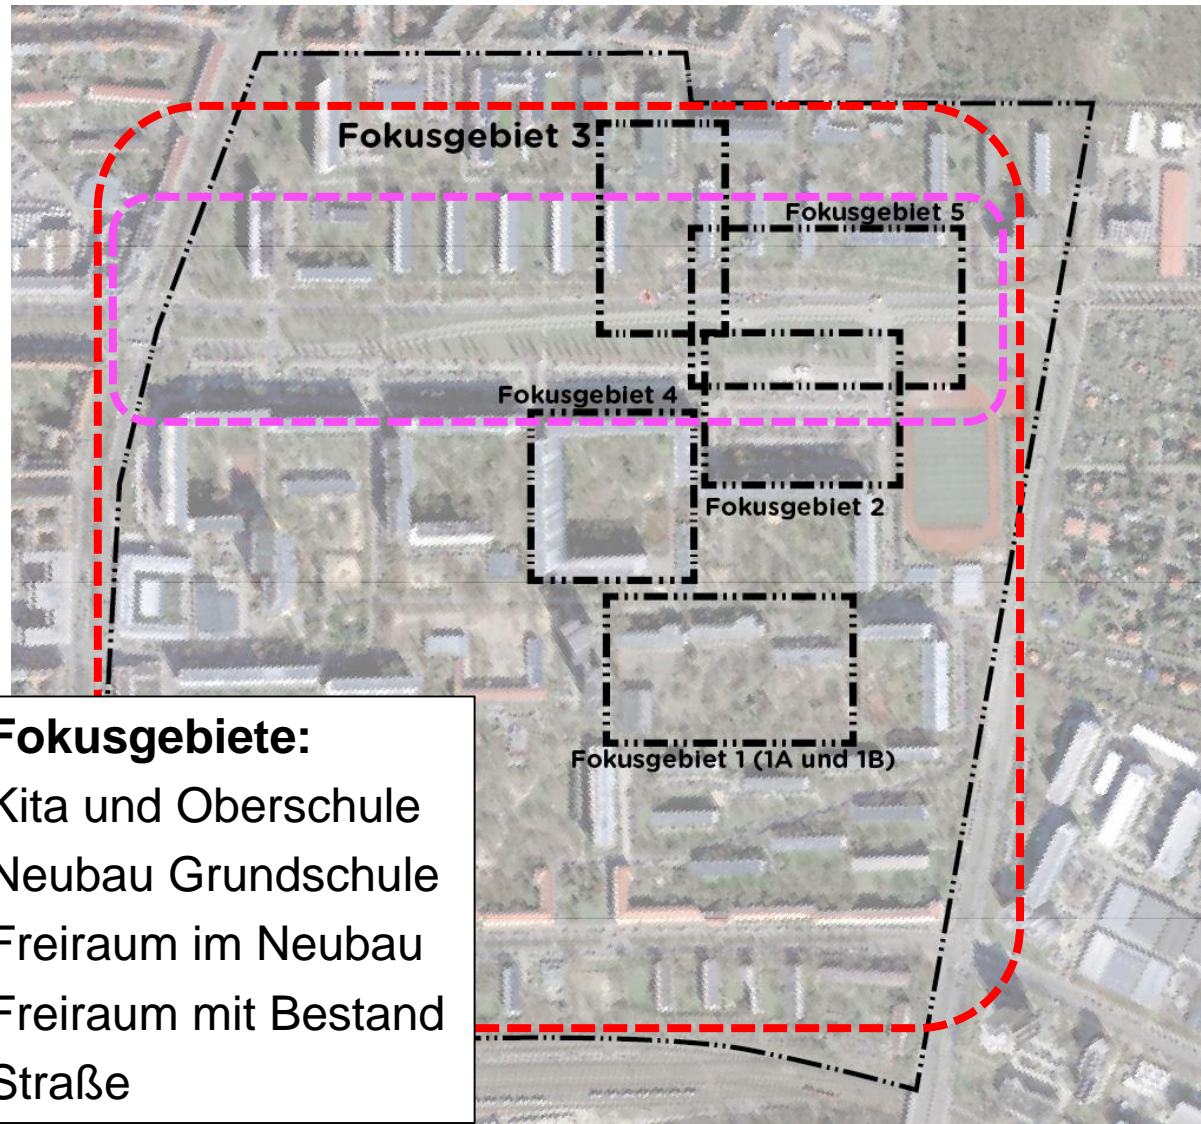 Fokusgebiet 3
Fokusgebiet 5
Fokusgebiet 4
Fokusgebiet 2
Fokusgebiet 1 (1A und 1B)
Fokusgebiete:
Kita und Oberschule
Neubau Grundschule
Freiraum im Neubau
Freiraum mit Bestand
Straße